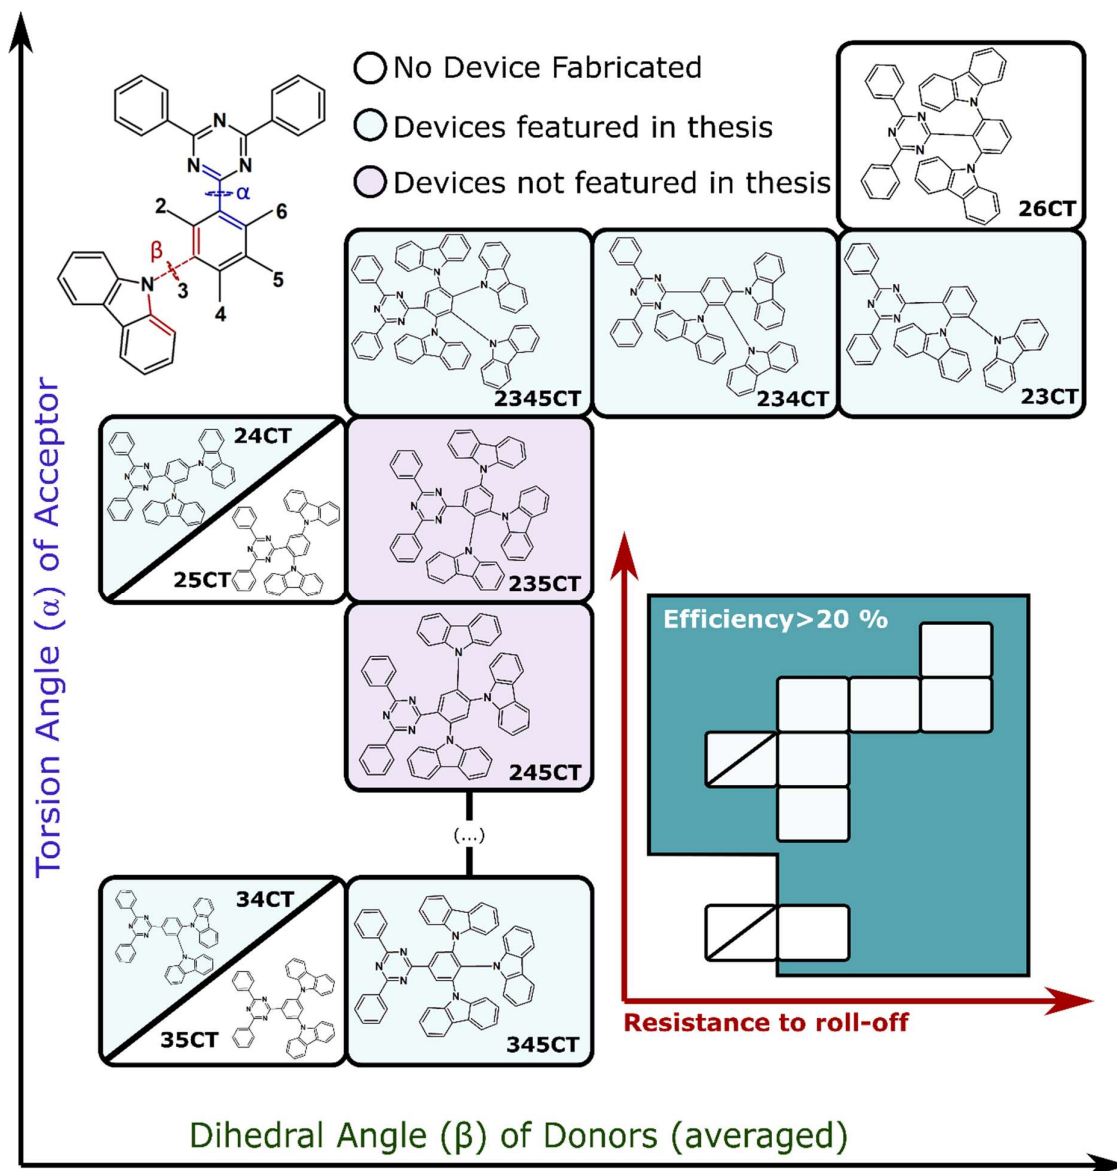 No Device Fabricated
Devices featured in thesis
Devices not featured in thesis
N
N N
α
2 6
β
N
3 5
4
26CT
2345CT
234CT
23CT
24CT
25CT
235CT
245CT
(...)
34CT
35CT
345CT
Efficiency>20 %
Resistance to roll-off
Torsion Angle (α) of Acceptor
Dihedral Angle (β) of Donors (averaged)